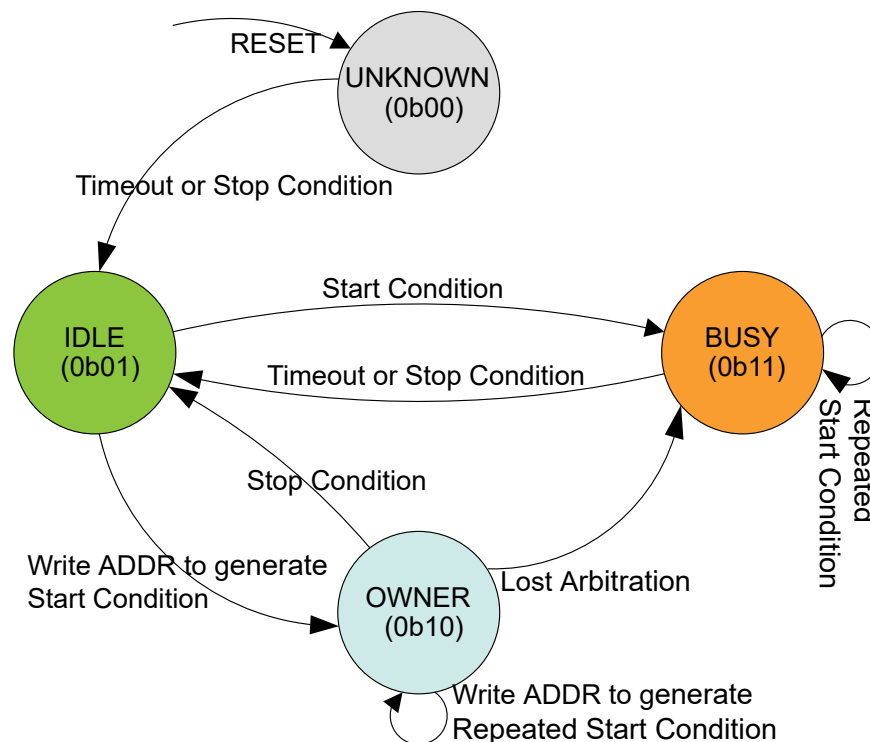 RESET
UNKNOWN
(0b00)
Timeout or Stop Condition
Start Condition
IDLE
(0b01)
BUSY
(0b11)
Timeout or Stop Condition
Repeated
Start Condition
Stop Condition
Write ADDR to generate
Start Condition
Lost Arbitration
OWNER
(0b10)
Write ADDR to generate
Repeated Start Condition